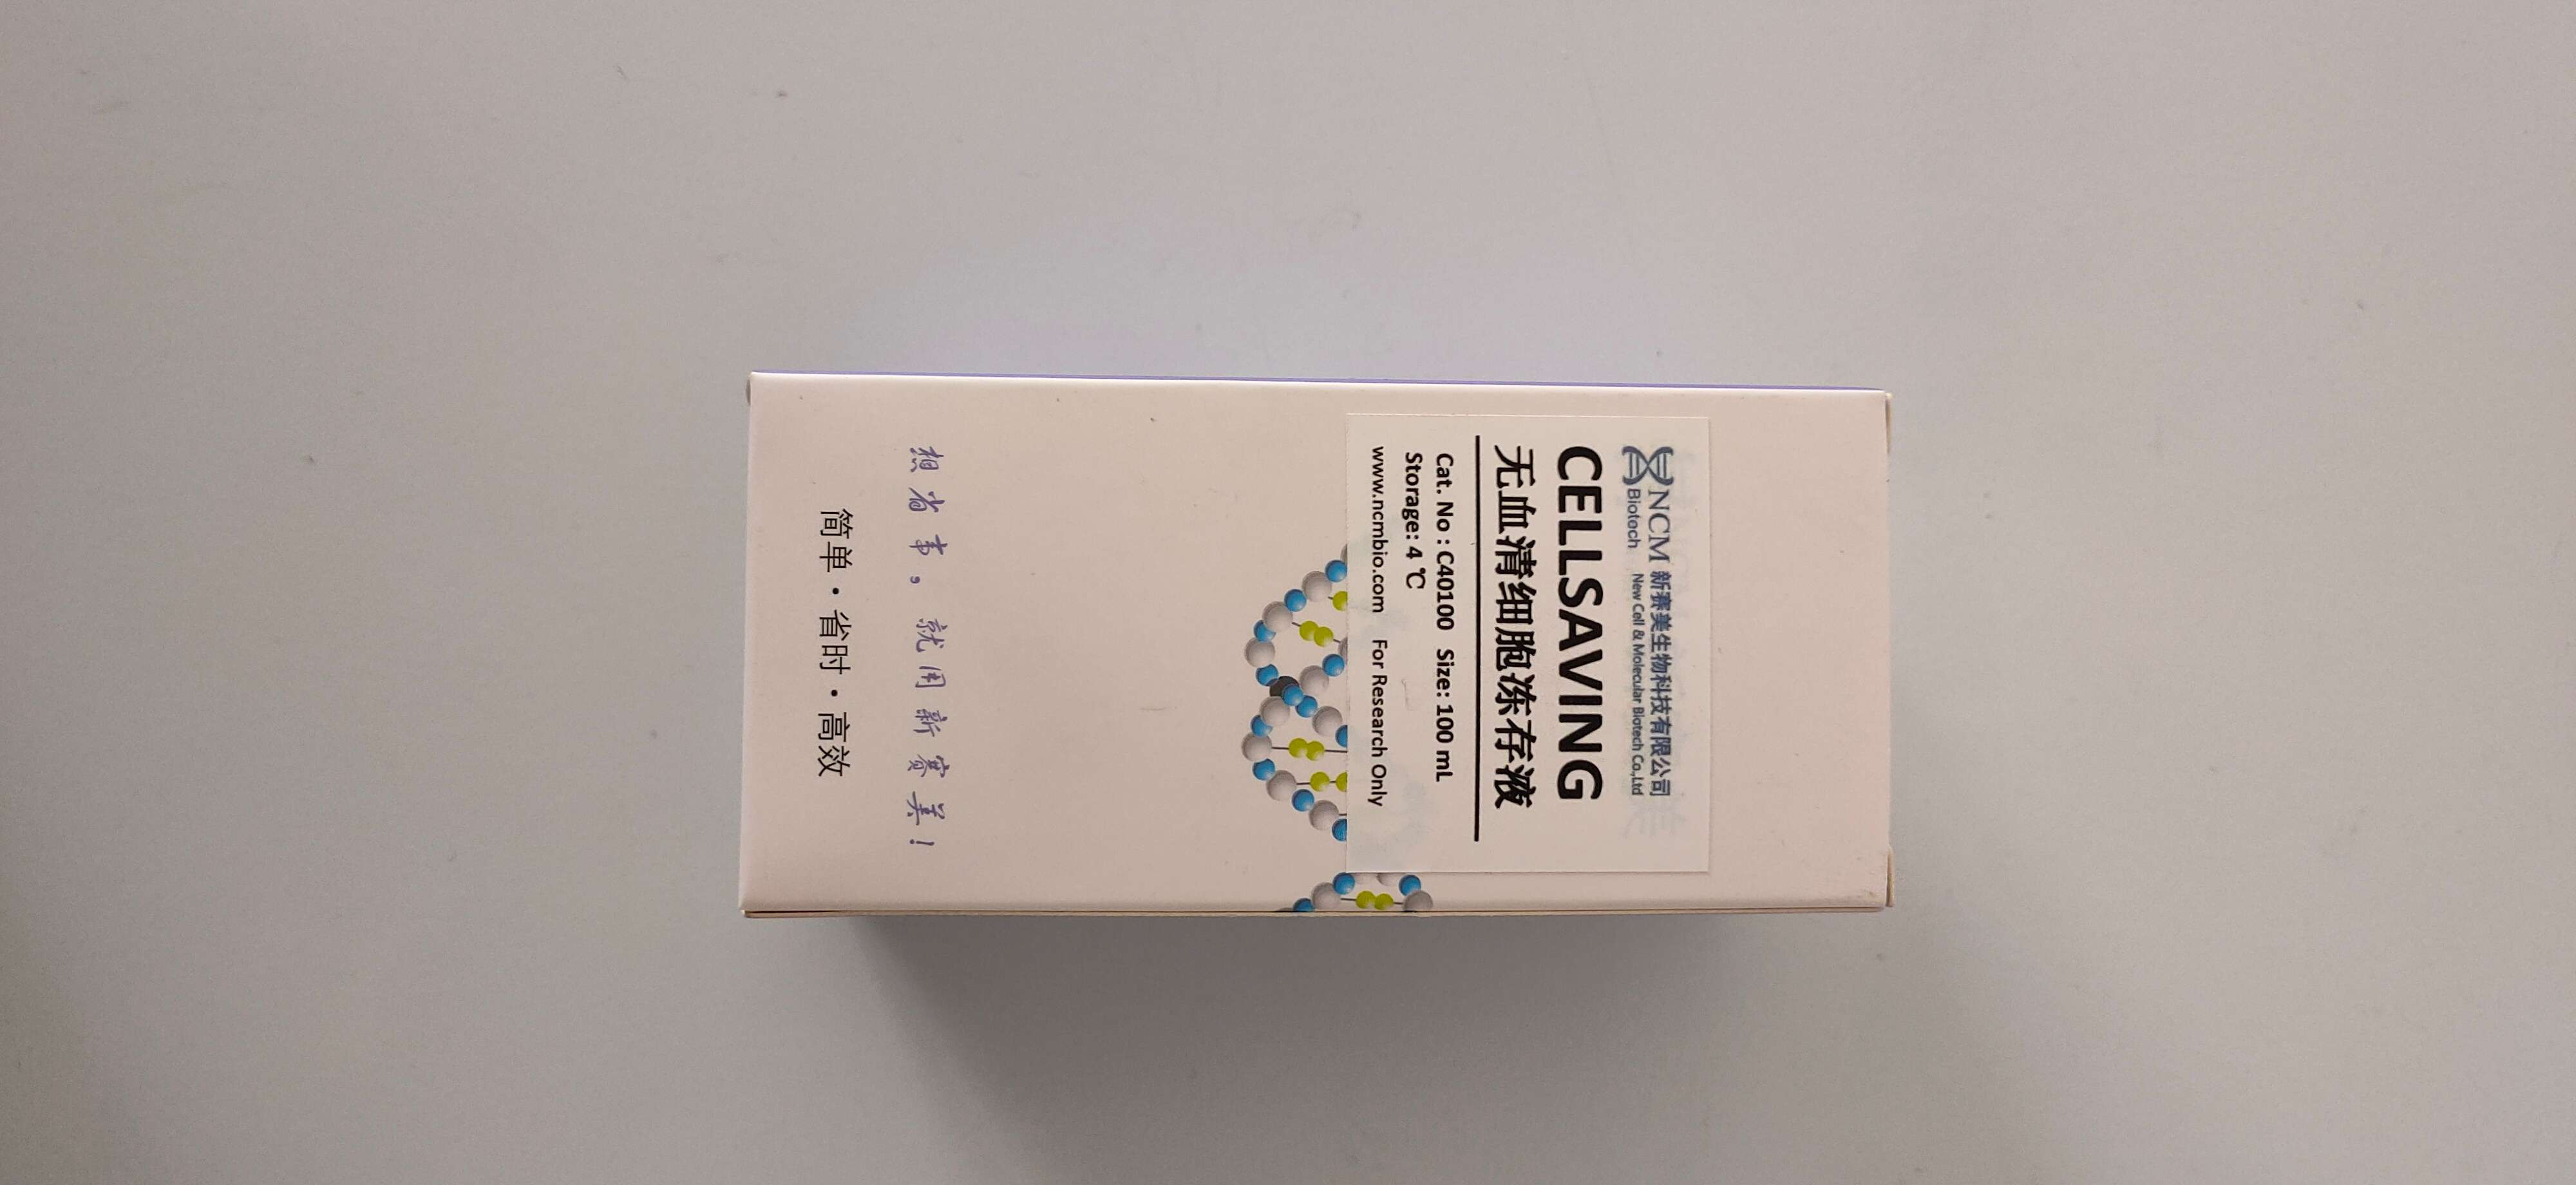 NCM 新赛美生物科技有限公司
Biotech New Cell & Molecular Biotech Co.,Ltd
CELLSAVING
无血清细胞冻存液
Cat. No : C40100 Size: 100 mL
Storage: 4 ℃
www.ncmbio.com For Research Only
想省事，就用新赛美！
简单·省时·高效